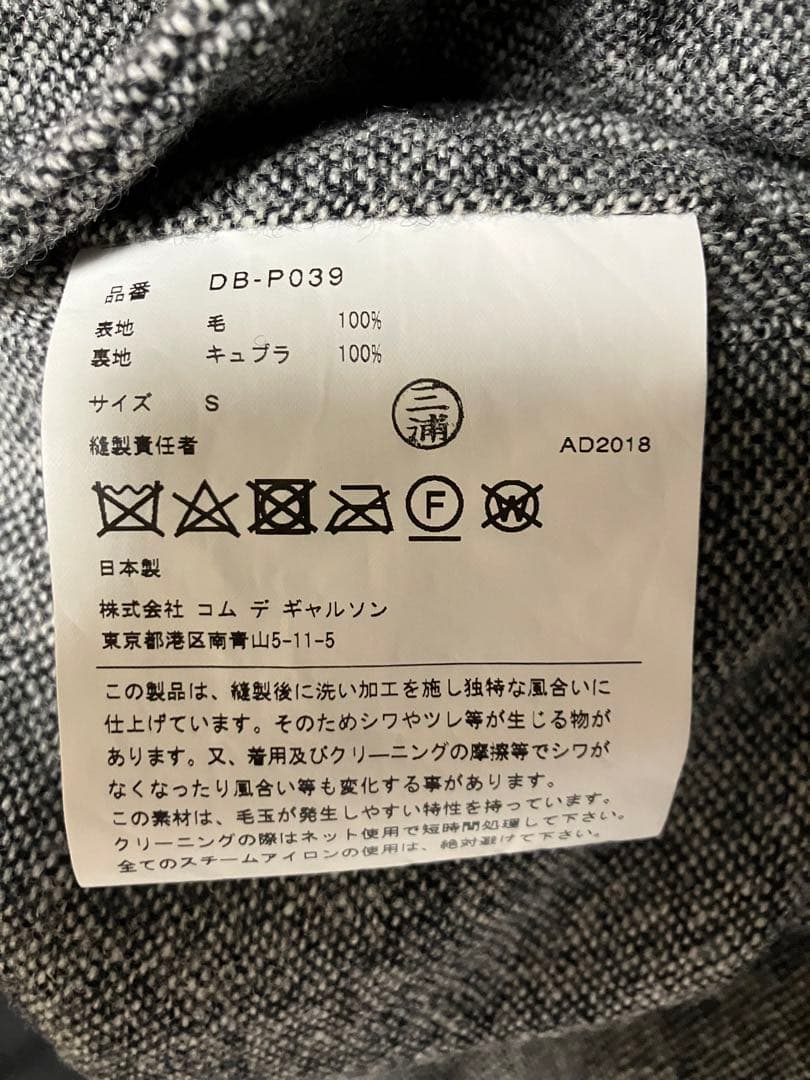 品番 DB-P039
表地 毛 100%
裏地 キュプラ 100%
サイズ S
三浦
縫製責任者 AD2018
F W
日本製
株式会社 コム デ ギャルソン
東京都港区南青山5-11-5
この製品は、縫製後に洗い加工を施し独特な風合いに
仕上げています。そのためシワやツレ等が生じる物が
あります。又、着用及びクリーニングの摩擦等でシワが
なくなったり風合い等も変化する事があります。
この素材は、毛玉が発生しやすい特性を持っています。
クリーニングの際はネット使用で短時間処理して下さい。
全てのスチームアイロンの使用は、絶対避けて下さい。